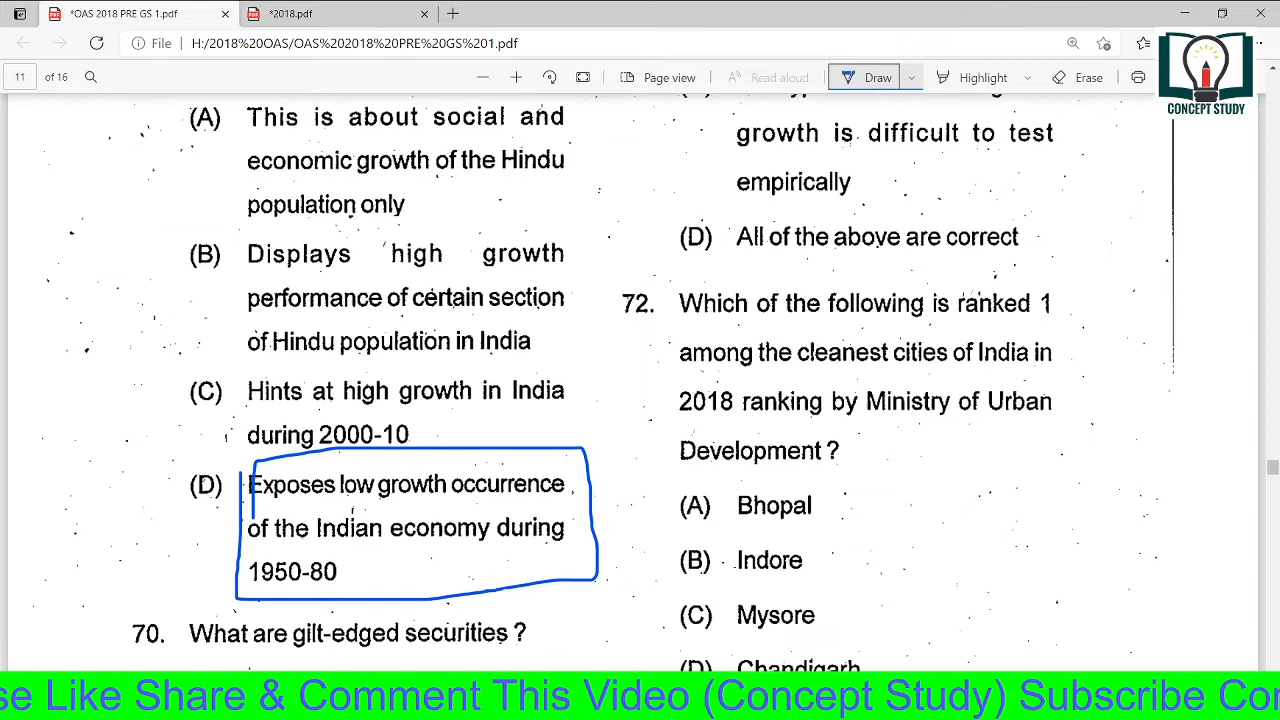 *OAS 2018 PRE GS 1.pdf
*2018.pdf
File
H:/2018%20OAS/OAS%202018%20PRE%20GS%201.pdf
11 of 16
Page view
Read aloud
Draw
Highlight
Erase
CONCEPT STUDY
(A) This is about social and
economic growth of the Hindu
population only
(B) Displays high growth
performance of certain section
of Hindu population in India
(C) Hints at high growth in India
during 2000-10
(D) Exposes low growth occurrence
of the Indian economy during
1950-80
70. What are gilt-edged securities ?
growth is difficult to test
empirically
(D) All of the above are correct
72. Which of the following is ranked 1
among the cleanest cities of India in
2018 ranking by Ministry of Urban
Development ?
(A) Bhopal
(B) Indore
(C) Mysore
(D) Chandigarh
se Like Share & Comment This Video (Concept Study) Subscribe Con